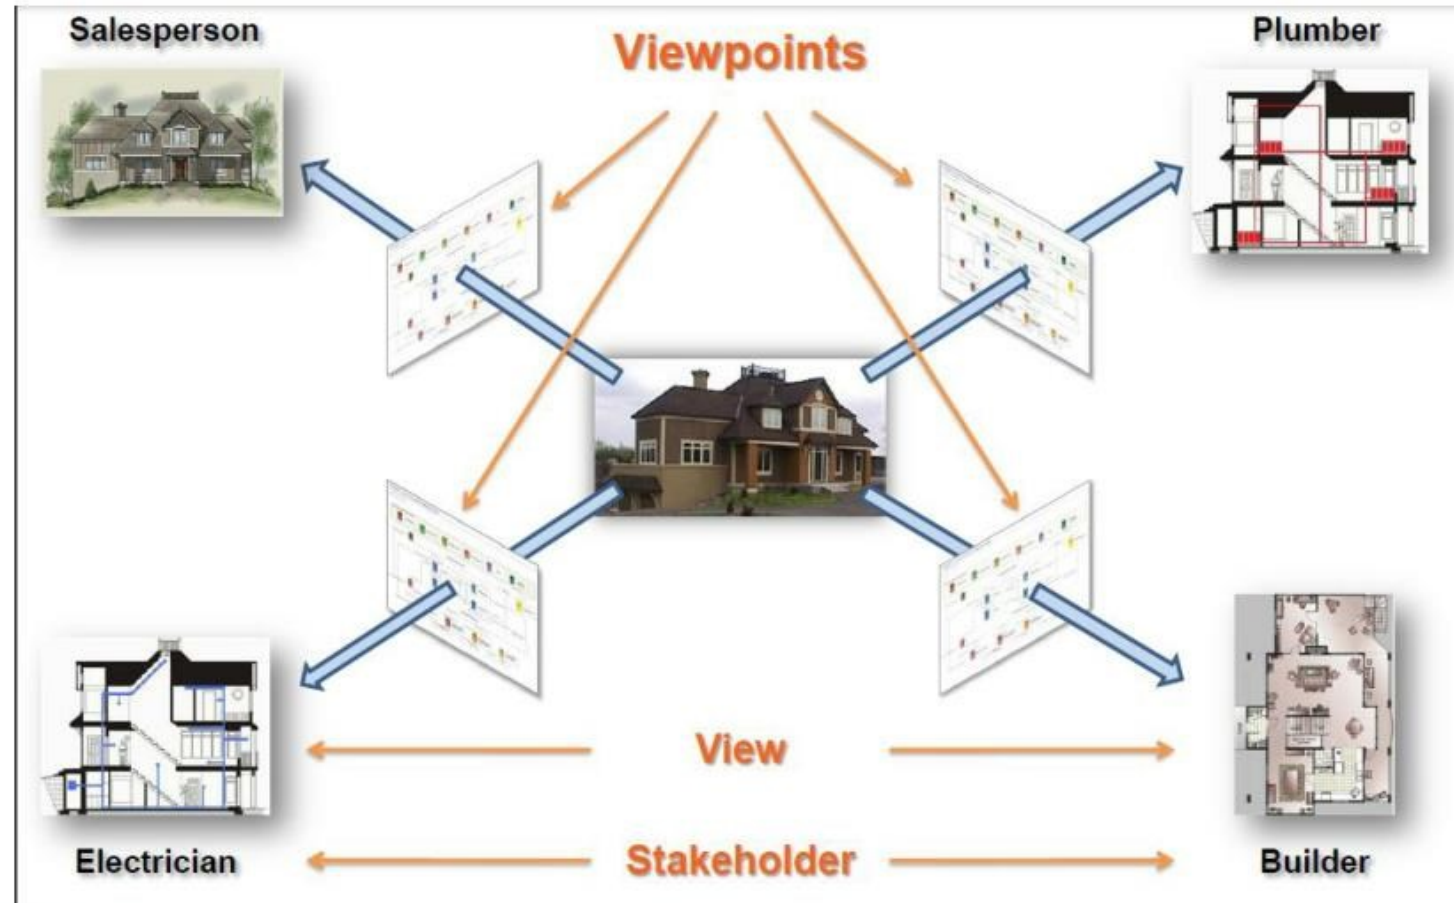 Salesperson
Viewpoints
Plumber
View
Stakeholder
Electrician
Builder